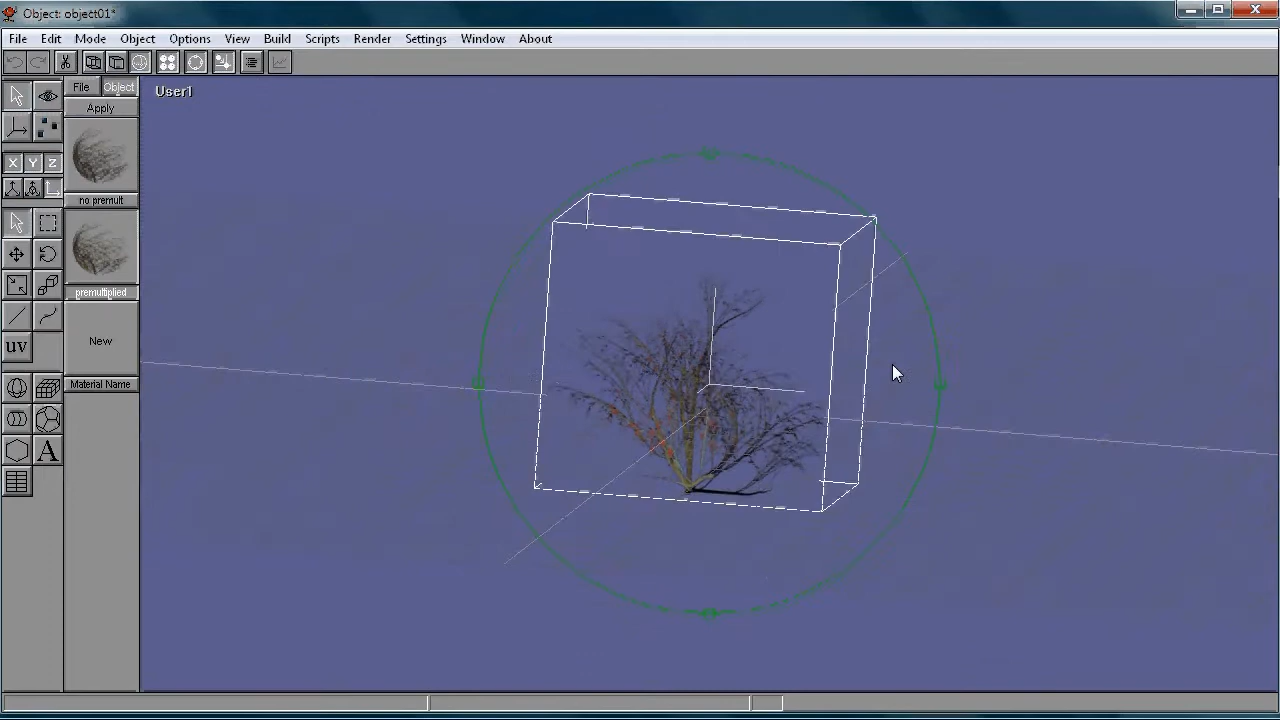 Object: object01*
File Edit Mode Object Options View Build Scripts Render Settings Window About
File Object
User1
Apply
X Y Z
no premult
premultiplied
UV
New
Material Name
A